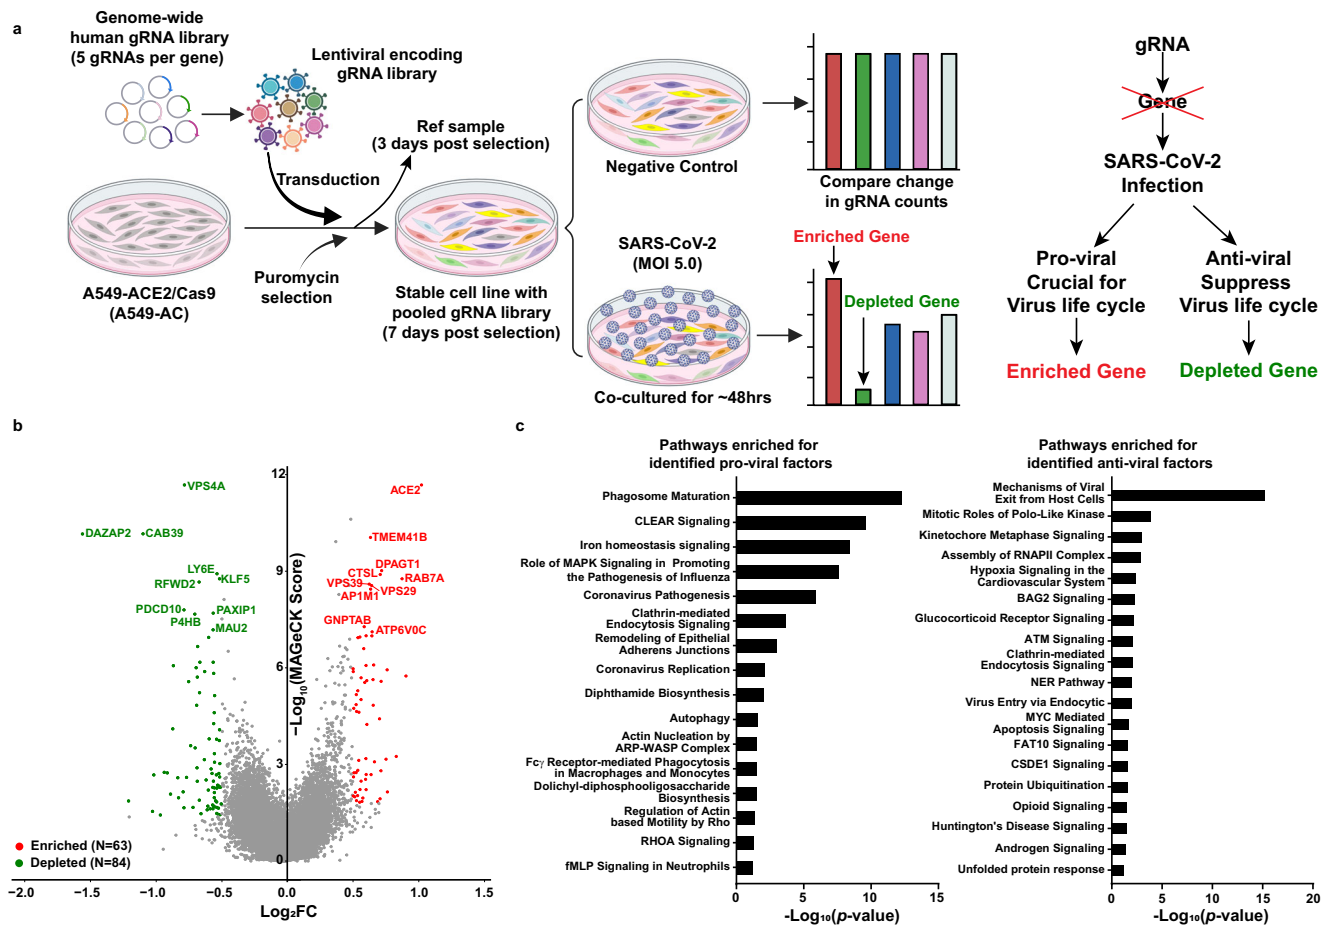 a
Genome-wide
human gRNA library
(5 gRNAs per gene)
Lentiviral encoding
gRNA library
Ref sample
(3 days post selection)
Transduction
Puromycin
selection
A549-ACE2/Cas9
(A549-AC)
Stable cell line with
pooled gRNA library
(7 days post selection)
Negative Control
SARS-CoV-2
(MOI 5.0)
Co-cultured for ~48hrs
Compare change
in gRNA counts
Enriched Gene
Depleted Gene
gRNA
Gene
SARS-CoV-2
Infection
Pro-viral
Crucial for
Virus life cycle
Enriched Gene
Anti-viral
Suppress
Virus life cycle
Depleted Gene
b
12
9
6
3
0
−Log10(MAGeCK Score)
VPS4A
DAZAP2
CAB39
LY6E
KLF5
RFWD2
PDCD10
PAXIP1
P4HB
MAU2
ACE2
TMEM41B
DPAGT1
CTSL
RAB7A
VPS39
VPS29
AP1M1
GNPTAB
ATP6V0C
Enriched (N=63)
Depleted (N=84)
−2.0
−1.5
−1.0
−0.5
0.0
0.5
1.0
1.5
Log2FC
c
Pathways enriched for
identified pro-viral factors
Phagosome Maturation
CLEAR Signaling
Iron homeostasis signaling
Role of MAPK Signaling in Promoting
the Pathogenesis of Influenza
Coronavirus Pathogenesis
Clathrin-mediated
Endocytosis Signaling
Remodeling of Epithelial
Adherens Junctions
Coronavirus Replication
Diphthamide Biosynthesis
Autophagy
Actin Nucleation by
ARP-WASP Complex
Fcγ Receptor-mediated Phagocytosis
in Macrophages and Monocytes
Dolichyl-diphosphooligosaccharide
Biosynthesis
Regulation of Actin
based Motility by Rho
RHOA Signaling
fMLP Signaling in Neutrophils
0
5
10
15
-Log10(p-value)
Pathways enriched for
identified anti-viral factors
Mechanisms of Viral
Exit from Host Cells
Mitotic Roles of Polo-Like Kinase
Kinetochore Metaphase Signaling
Assembly of RNAPII Complex
Hypoxia Signaling in the
Cardiovascular System
BAG2 Signaling
Glucocorticoid Receptor Signaling
ATM Signaling
Clathrin-mediated
Endocytosis Signaling
NER Pathway
Virus Entry via Endocytic
MYC Mediated
Apoptosis Signaling
FAT10 Signaling
CSDE1 Signaling
Protein Ubiquitination
Opioid Signaling
Huntington's Disease Signaling
Androgen Signaling
Unfolded protein response
0
5
10
15
20
-Log10(p-value)